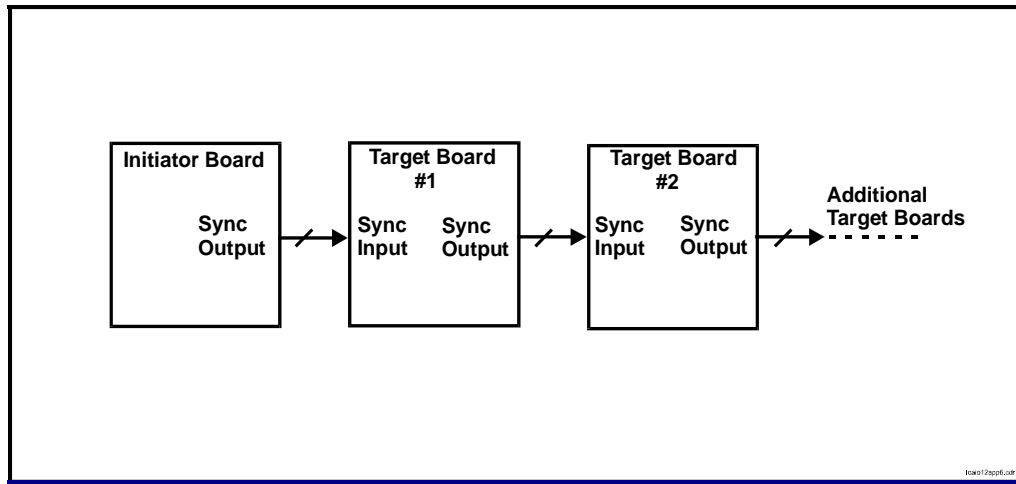 Initiator Board
Sync
Output
Target Board
#1
Sync
Input
Sync
Output
Target Board
#2
Sync
Input
Sync
Output
Additional
Target Boards